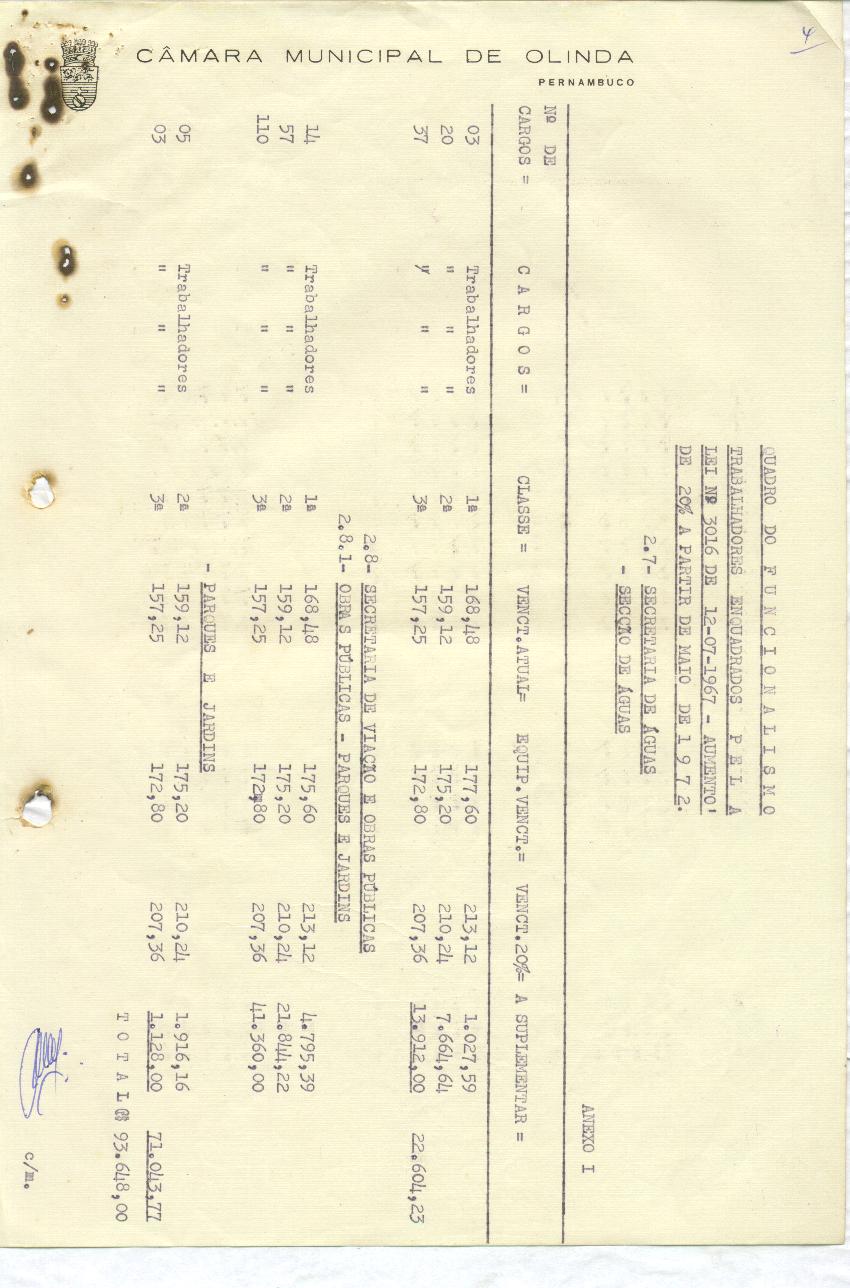 4
CÂMARA MUNICIPAL DE OLINDA
PERNAMBUCO
QUADRO DO F U N C I O N A L I S M O
TRABALHADORES ENQUADRADOS P E L A
LEI Nº 3016 DE 12-07-1967 - AUMENTO'
DE 20% A PARTIR DE MAIO DE 1 9 7 2.
2.7- SECRETARIA DE ÁGUAS
- SECÇÃO DE ÁGUAS
ANEXO I
Nº DE
CARGOS = C A R G O S = CLASSE = VENCT.ATUAL= EQUIP.VENCT.= VENCT.20%= A SUPLEMENTAR =
03 Trabalhadores 1ª 168,48 177,60 213,12 1.027,59
20 " " " 2ª 159,12 175,20 210,24 7.664,64
37 " " " 3ª 157,25 172,80 207,36 13.912,00 22.604,23
2.8- SECRETARIA DE VIAÇÃO E OBRAS PÚBLICAS
2.8.1- OBRAS PÚBLICAS - PARQUES E JARDINS
14 Trabalhadores 1ª 168,48 175,60 213,12 4.795,39
57 " " " 2ª 159,12 175,20 210,24 21.844,22
110 " " " 3ª 157,25 172,80 207,36 41.360,00
- PARQUES E JARDINS
05 Trabalhadores 2ª 159,12 175,20 210,24 1.916,16
03 " " " 3ª 157,25 172,80 207,36 1.128,00 71.043,77
T O T A L Cr$ 93.648,00
c/m.